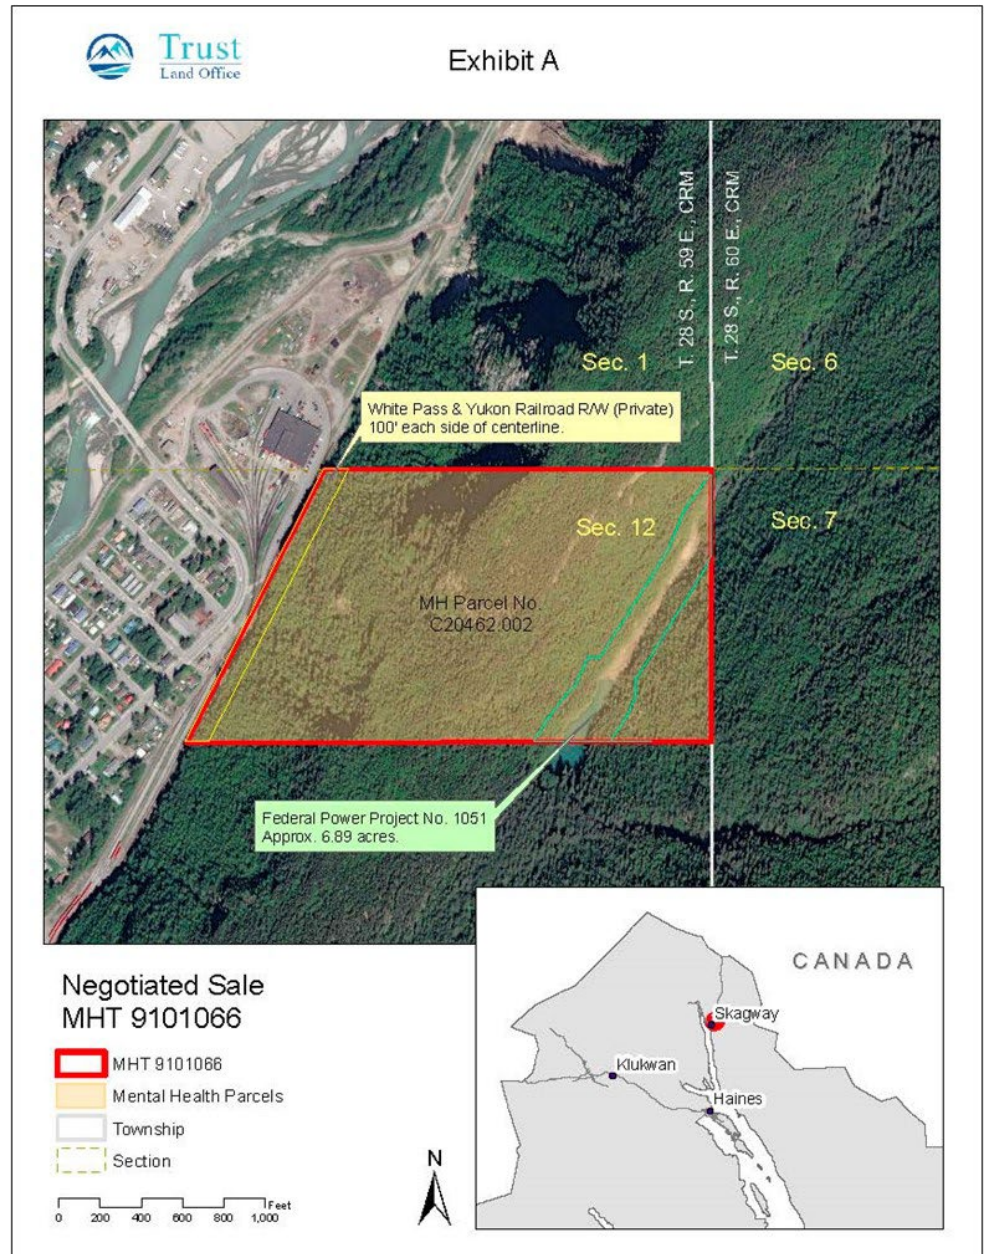 Trust
Land Office
Exhibit A
T. 28 S., R. 59 E., CRM
T. 28 S., R. 60 E., CRM
Sec. 1
Sec. 6
White Pass & Yukon Railroad R/W (Private)
100' each side of centerline.
Sec. 12
Sec. 7
MH Parcel No.
C20462.002
Federal Power Project No. 1051
Approx. 6.89 acres.
Negotiated Sale
MHT 9101066
MHT 9101066
Mental Health Parcels
Township
Section
Feet
0 200 400 600 800 1,000
N
CANADA
Skagway
Klukwan
Haines